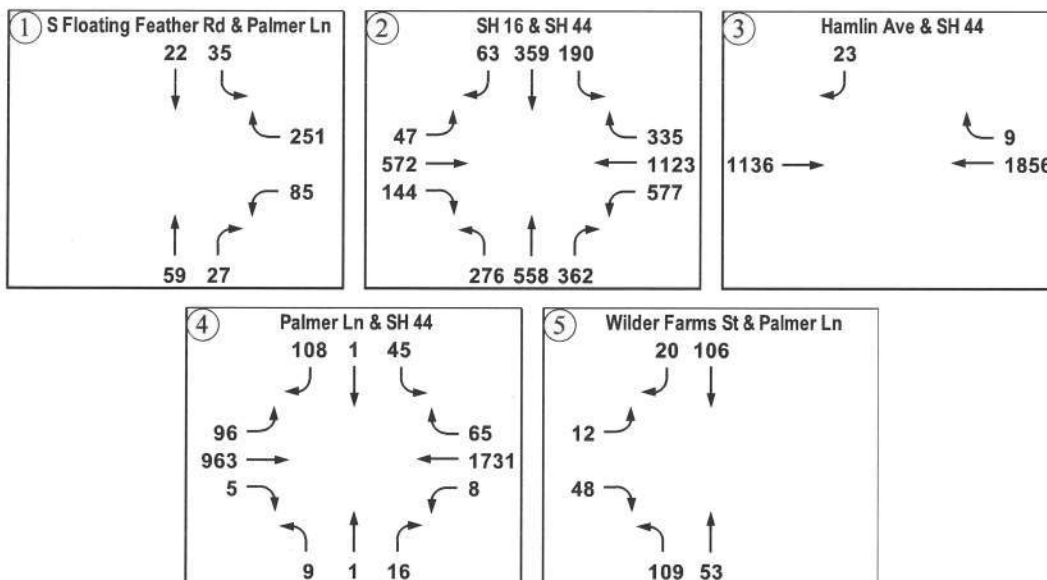 1 S Floating Feather Rd & Palmer Ln
22 35
251
85
59 27
2 SH 16 & SH 44
63 359 190
47 335
572 1123
144 577
276 558 362
3 Hamlin Ave & SH 44
23
9
1136 1856
4 Palmer Ln & SH 44
108 1 45
96 65
963 1731
5 8
9 1 16
5 Wilder Farms St & Palmer Ln
20 106
12
48
109 53